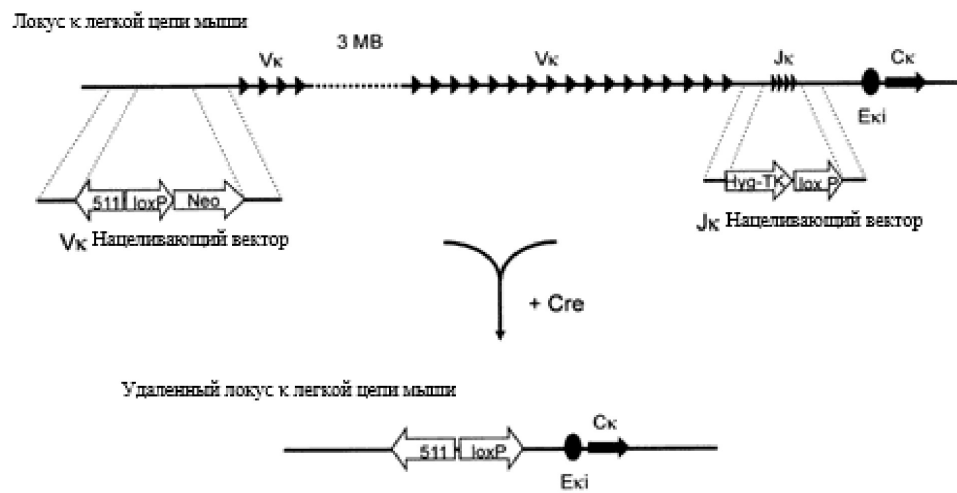 Локус к легкой цепи мыши
3 MB
Vκ Vκ Jκ Cκ
Eκi
511 loxP Neo Hyg-TK lox P
Vκ Нацеливающий вектор Jκ Нацеливающий вектор
+ Cre
Удаленный локус к легкой цепи мыши
Cκ
511 loxP
Eκi